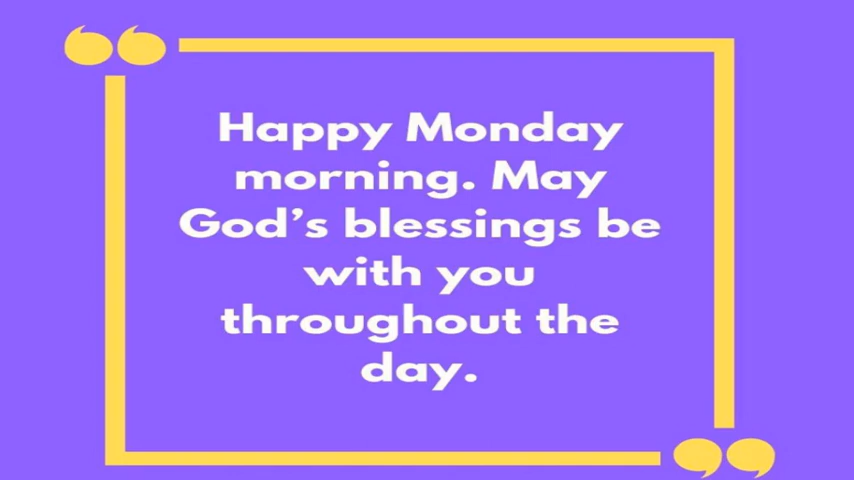 Happy Monday
morning. May
God’s blessings be
with you
throughout the
day.